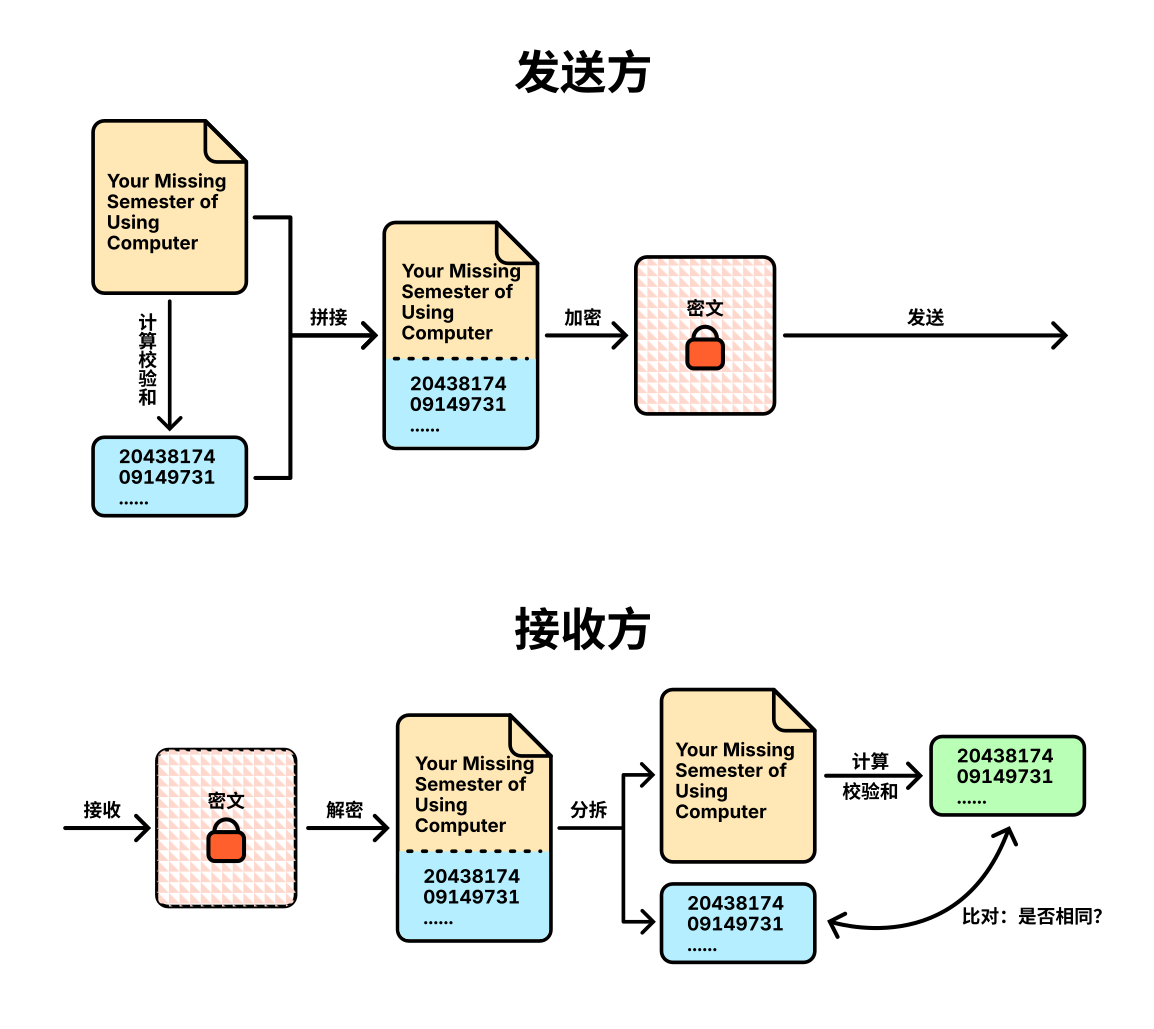 发送方
Your Missing
Semester of
Using
Computer
计算校验和
20438174
09149731
......
拼接
Your Missing
Semester of
Using
Computer
20438174
09149731
......
加密
密文
发送
接收方
接收
密文
解密
Your Missing
Semester of
Using
Computer
20438174
09149731
......
分拆
Your Missing
Semester of
Using
Computer
20438174
09149731
......
计算
校验和
20438174
09149731
......
比对：是否相同？